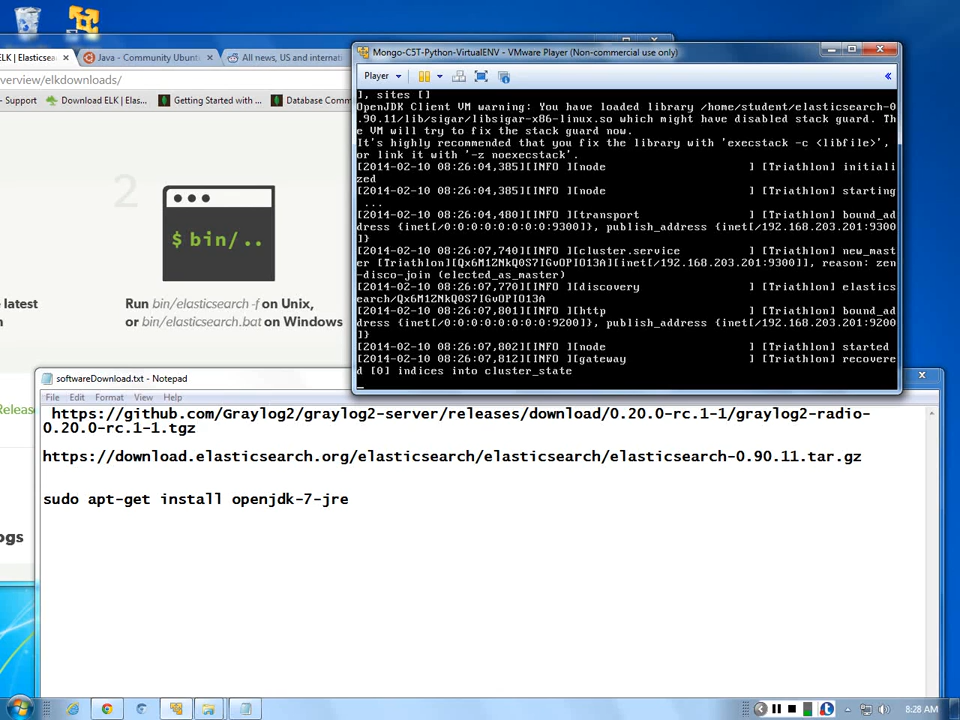 ELK | Elasticsea
Java - Community Ubunt
All news, US and internati
overview/elkdownloads/
- Support
Download ELK | Elas...
Getting Started with ...
Database Comm
2
$ bin/..
latest
Run bin/elasticsearch -f on Unix,
or bin/elasticsearch.bat on Windows
Release
ogs
Mongo-C5T-Python-VirtualENV - VMware Player (Non-commercial use only)
Player
«
], sites []
OpenJDK Client VM warning: You have loaded library /home/student/elasticsearch-0
.90.11/lib/sigar/libsigar-x86-linux.so which might have disabled stack guard. Th
e VM will try to fix the stack guard now.
It's highly recommended that you fix the library with 'execstack -c <libfile>',
or link it with '-z noexecstack'.
[2014-02-10 08:26:04,385][INFO ][node ] [Triathlon] initiali
zed
[2014-02-10 08:26:04,385][INFO ][node ] [Triathlon] starting
...
[2014-02-10 08:26:04,480][INFO ][transport ] [Triathlon] bound_ad
dress {inet[/0:0:0:0:0:0:0:0:9300]}, publish_address {inet[/192.168.203.201:9300
]}
[2014-02-10 08:26:07,740][INFO ][cluster.service ] [Triathlon] new_mast
er [Triathlon][Qx6M1ZNkQ0S7IGvOPIO13A][inet[/192.168.203.201:9300]], reason: zen
-disco-join (elected_as_master)
[2014-02-10 08:26:07,770][INFO ][discovery ] [Triathlon] elastics
earch/Qx6M1ZNkQ0S7IGvOPIO13A
[2014-02-10 08:26:07,801][INFO ][http ] [Triathlon] bound_ad
dress {inet[/0:0:0:0:0:0:0:0:9200]}, publish_address {inet[/192.168.203.201:9200
]}
[2014-02-10 08:26:07,802][INFO ][node ] [Triathlon] started
[2014-02-10 08:26:07,812][INFO ][gateway ] [Triathlon] recovere
d [0] indices into cluster_state
softwareDownload.txt - Notepad
File Edit Format View Help
https://github.com/Graylog2/graylog2-server/releases/download/0.20.0-rc.1-1/graylog2-radio-
0.20.0-rc.1-1.tgz
https://download.elasticsearch.org/elasticsearch/elasticsearch/elasticsearch-0.90.11.tar.gz
sudo apt-get install openjdk-7-jre
8:28 AM